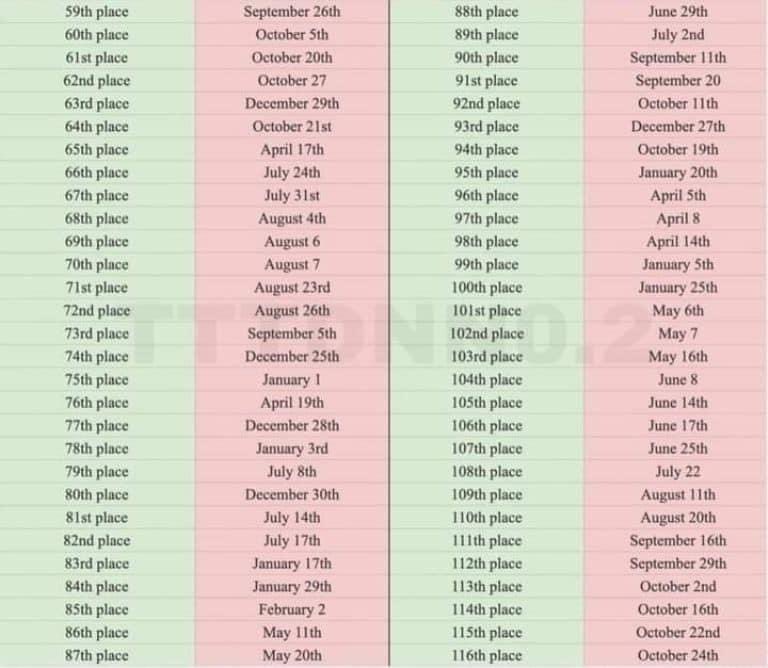 59th place September 26th 88th place June 29th
60th place October 5th 89th place July 2nd
61st place October 20th 90th place September 11th
62nd place October 27 91st place September 20
63rd place December 29th 92nd place October 11th
64th place October 21st 93rd place December 27th
65th place April 17th 94th place October 19th
66th place July 24th 95th place January 20th
67th place July 31st 96th place April 5th
68th place August 4th 97th place April 8
69th place August 6 98th place April 14th
70th place August 7 99th place January 5th
71st place August 23rd 100th place January 25th
72nd place August 26th 101st place May 6th
73rd place September 5th 102nd place May 7
74th place December 25th 103rd place May 16th
75th place January 1 104th place June 8
76th place April 19th 105th place June 14th
77th place December 28th 106th place June 17th
78th place January 3rd 107th place June 25th
79th place July 8th 108th place July 22
80th place December 30th 109th place August 11th
81st place July 14th 110th place August 20th
82nd place July 17th 111th place September 16th
83rd place January 17th 112th place September 29th
84th place January 29th 113th place October 2nd
85th place February 2 114th place October 16th
86th place May 11th 115th place October 22nd
87th place May 20th 116th place October 24th